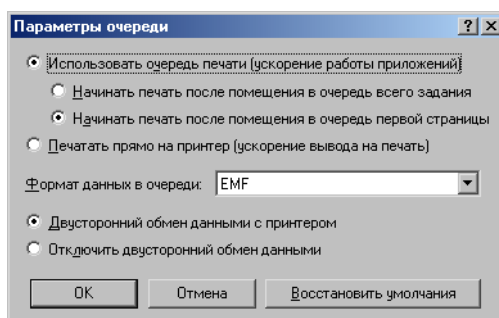 Параметры очереди
Использовать очередь печати (ускорение работы приложений)
Начинать печать после помещения в очередь всего задания
Начинать печать после помещения в очередь первой страницы
Печатать прямо на принтер (ускорение вывода на печать)
Формат данных в очереди: EMF
Двусторонний обмен данными с принтером
Отключить двусторонний обмен данными
OK Отмена Восстановить умолчания